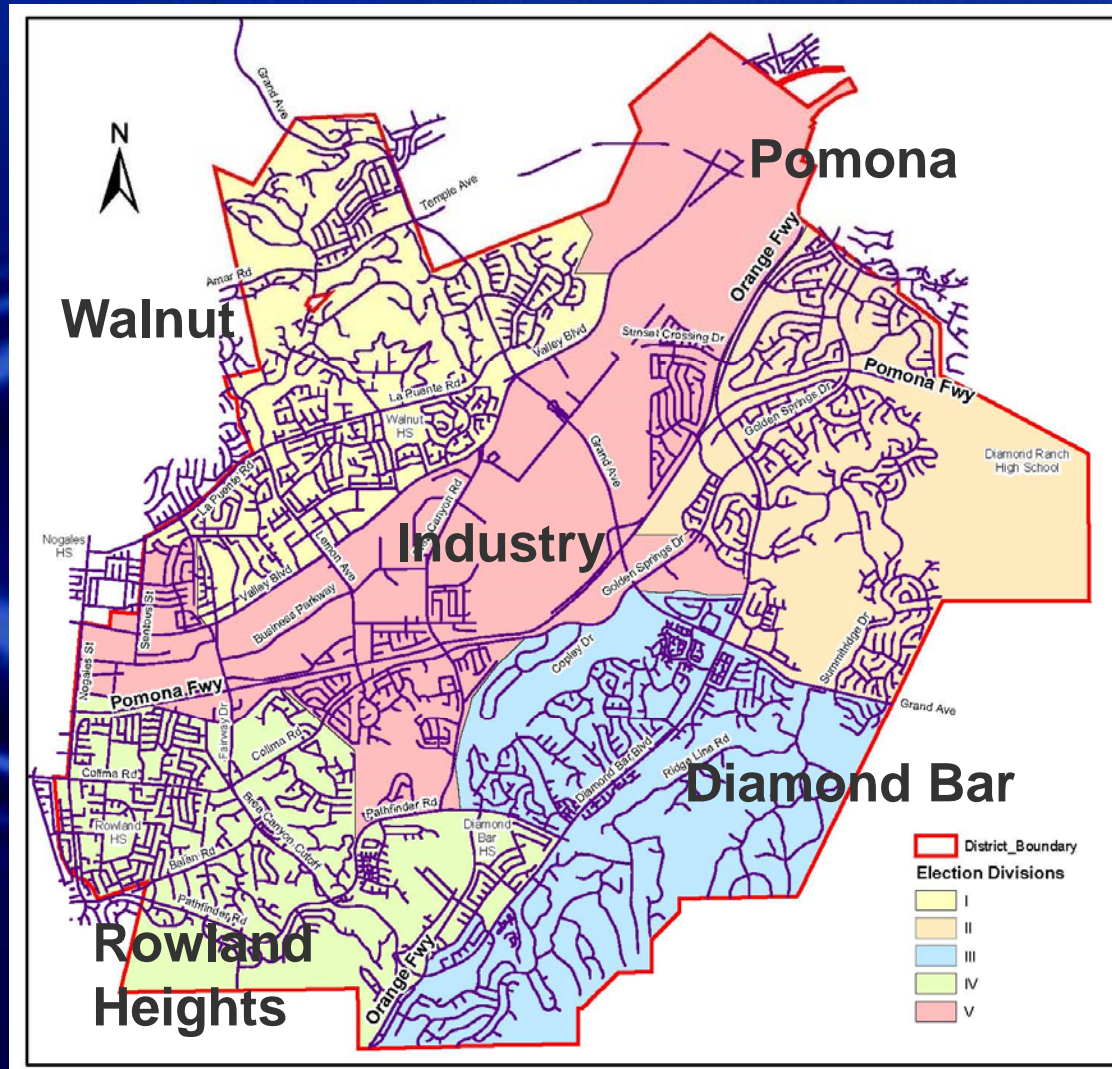 Grand Ave
N
Pomona
Temple Ave
Orange Fwy
Amar Rd
Walnut
Sunset Crossing Dr
Valley Blvd
Pomona Fwy
La Puente Rd
Golden Springs Dr
Walnut
HS
Grand Ave
Diamond Ranch
High School
La Puente Rd
Canyon Rd
Nogales
HS
Lemon Ave
Industry
Golden Springs Dr
Valley Blvd
Business Parkway
Sentous St
Copley Dr
Summitridge Dr
Nogales St
Pomona Fwy
Grand Ave
Fairway Dr
Colima Rd
Diamond Bar Blvd
Ridge Line Rd
Colima Rd
Diamond Bar
Pathfinder Rd
Rowland
HS
Brea Canyon Cutoff
Diamond
Bar
HS
District_Boundary
Balan Rd
Election Divisions
I
Pathfinder Rd
II
Rowland
Heights
III
Orange Fwy
IV
V